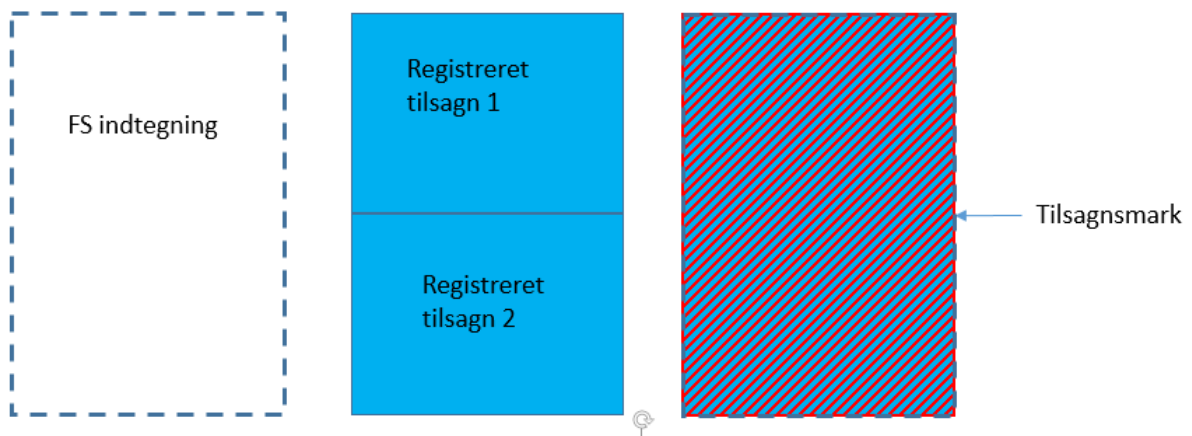 FS indtegning
Registreret
tilsagn 1
Registreret
tilsagn 2
Tilsagnsmark